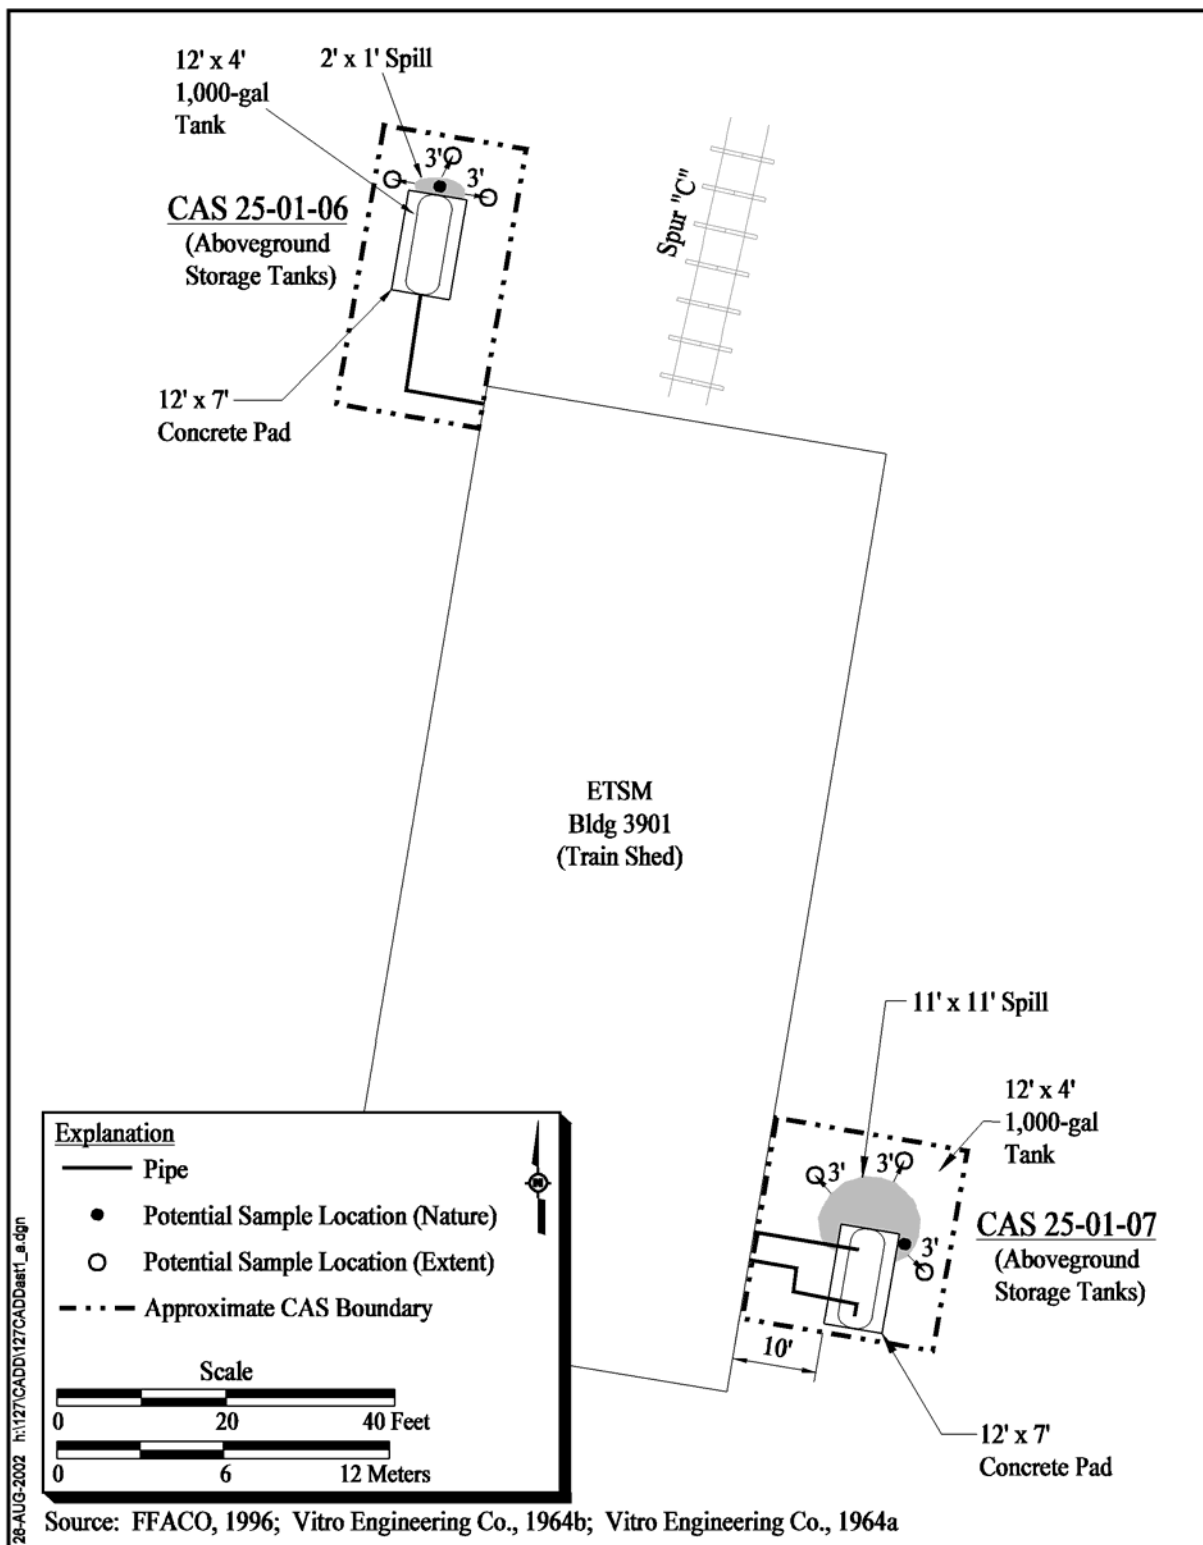 12' x 4'
1,000-gal
Tank
2' x 1' Spill
3'
3'
CAS 25-01-06
(Aboveground
Storage Tanks)
Spur "C"
12' x 7'
Concrete Pad
ETSM
Bldg 3901
(Train Shed)
11' x 11' Spill
12' x 4'
1,000-gal
Tank
3'
3'
3'
CAS 25-01-07
(Aboveground
Storage Tanks)
10'
12' x 7'
Concrete Pad
Explanation
Pipe
Potential Sample Location (Nature)
Potential Sample Location (Extent)
Approximate CAS Boundary
N
Scale
0 20 40 Feet
0 6 12 Meters
28-AUG-2002 h:\127\CADD\127CADDast1_a.dgn
Source: FFACO, 1996; Vitro Engineering Co., 1964b; Vitro Engineering Co., 1964a